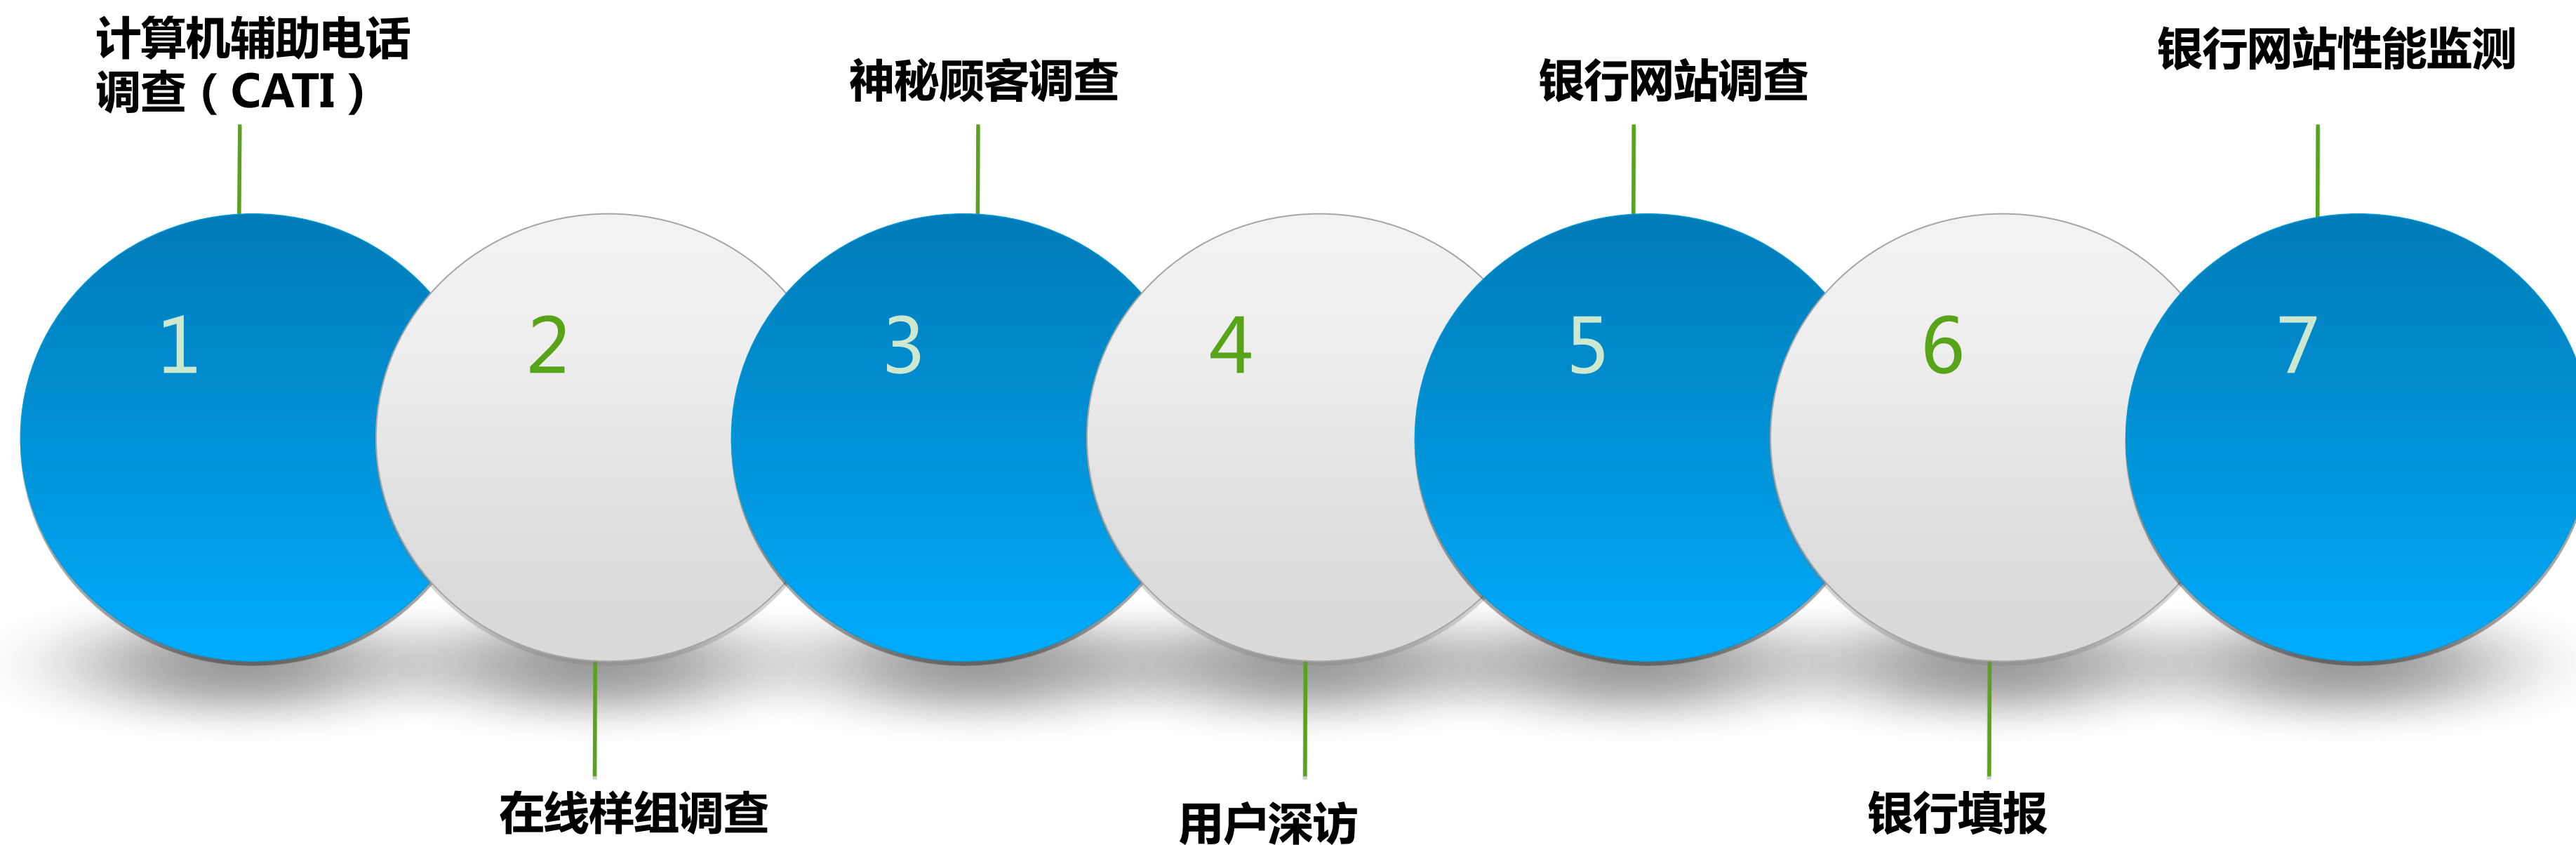 计算机辅助电话
调查（CATI）
神秘顾客调查
银行网站调查
银行网站性能监测
1
2
3
4
5
6
7
在线样组调查
用户深访
银行填报